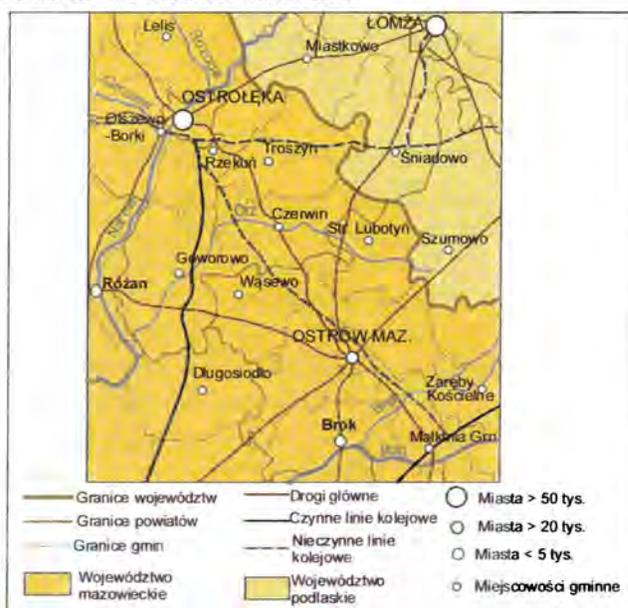 ŁOMŻA
Lelis
Miastkowo
OSTROŁĘKA
Olszewo
-Borki
Rzekuń
Troszyn
Śniadowo
Narew
Czerwin
Orz
Str. Lubotyń
Szumowo
Goworowo
Różan
Wąsewo
OSTRÓW MAZ.
Długosiodło
Zaręby
Kościelne
Brok
Małkinia Grn.
Granice województw
Drogi główne
Miasta > 50 tys.
Granice powiatów
Czynne linie kolejowe
Miasta > 20 tys.
Granice gmin
Nieczynne linie
kolejowe
Miasta < 5 tys.
Województwo
mazowieckie
Województwo
podlaskie
Miejscowości gminne